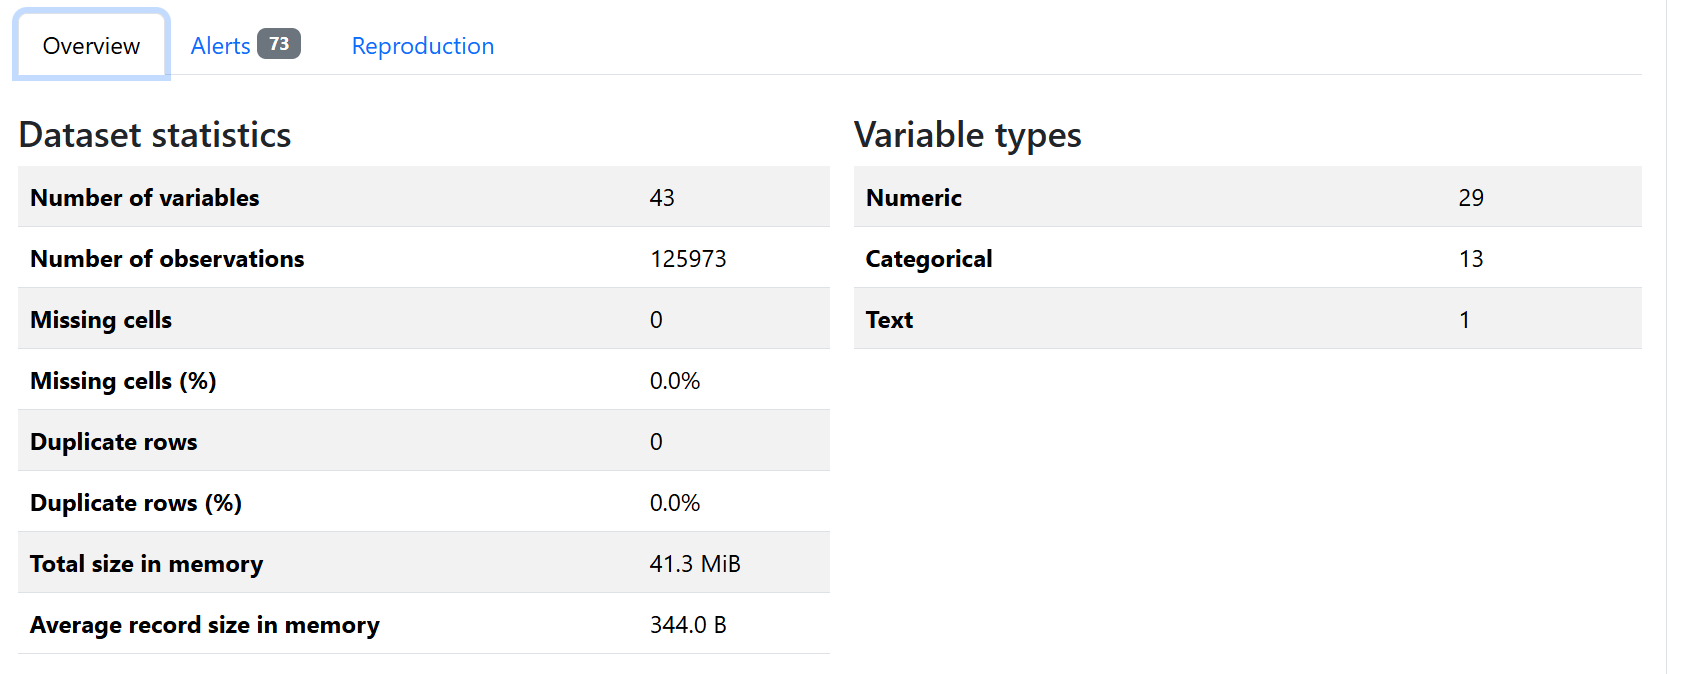 Overview Alerts 73 Reproduction
Dataset statistics
Number of variables 43
Number of observations 125973
Missing cells 0
Missing cells (%) 0.0%
Duplicate rows 0
Duplicate rows (%) 0.0%
Total size in memory 41.3 MiB
Average record size in memory 344.0 B
Variable types
Numeric 29
Categorical 13
Text 1